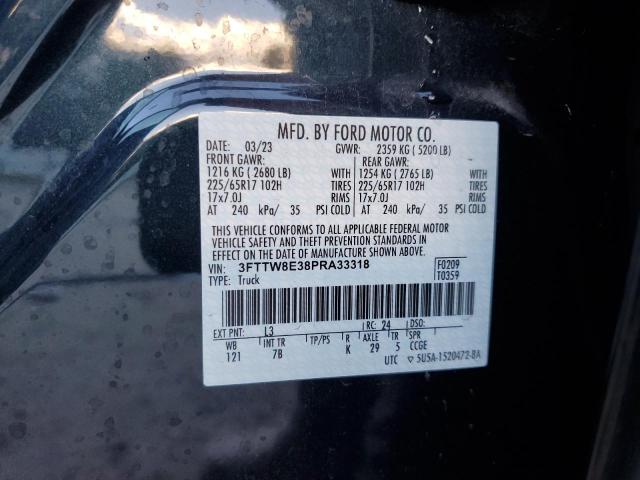 MFD. BY FORD MOTOR CO.
DATE: 03/23 GVWR: 2359 KG ( 5200 LB)
FRONT GAWR: REAR GAWR:
1216 KG ( 2680 LB) WITH 1254 KG ( 2765 LB) WITH
225/65R17 102H TIRES 225/65R17 102H TIRES
17x7.0J RIMS 17x7.0J RIMS
AT 240 kPa/ 35 PSI COLD AT 240 kPa/ 35 PSI COLD
THIS VEHICLE CONFORMS TO ALL APPLICABLE FEDERAL MOTOR
VEHICLE SAFETY AND THEFT PREVENTION STANDARDS IN
EFFECT ON THE DATE OF MANUFACTURE SHOWN ABOVE.
VIN: 3FTTW8E38PRA33318 F0209
TYPE: Truck T0359
EXT PNT: L3 RC: 24
WB INT TR TP/PS R AXLE TR SPR
121 7B K 29 5 CCGE
UTC ▽ 5U5A-1520472-BA